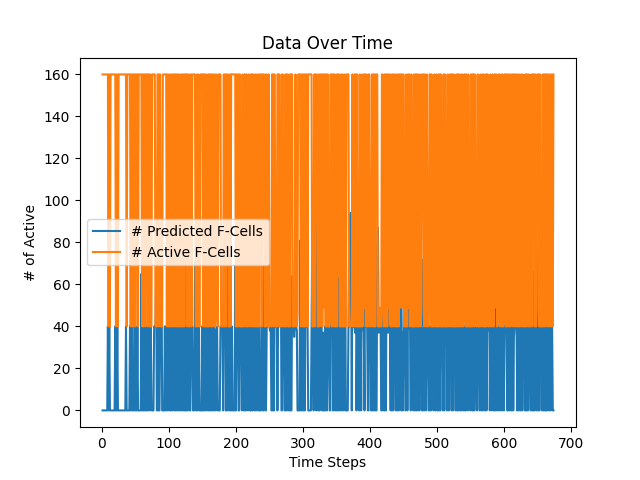 Data Over Time
# of Active
160
140
120
100
80
60
40
20
0
# Predicted F-Cells
# Active F-Cells
0 100 200 300 400 500 600 700
Time Steps